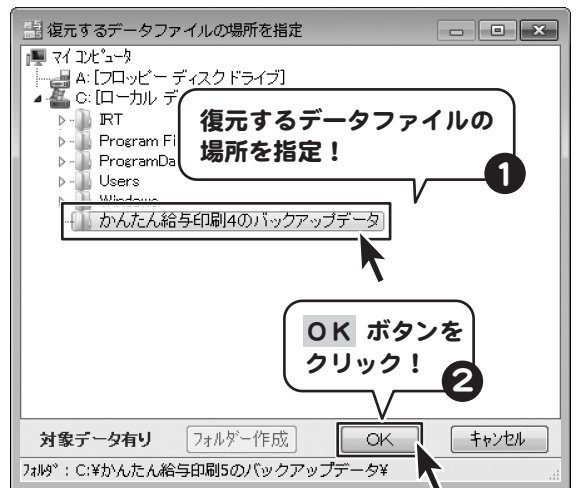 復元するデータファイルの場所を指定
マイ コンピュータ
A: [フロッピー ディスクドライブ]
C: [ローカル デ
IRT
Program Fi
ProgramDa
Users
Windows
かんたん給与印刷4のバックアップデータ
復元するデータファイルの
場所を指定！
1
OK ボタンを
クリック！
2
対象データ有り フォルダー作成 OK キャンセル
フォルダ：C:¥かんたん給与印刷5のバックアップデータ¥